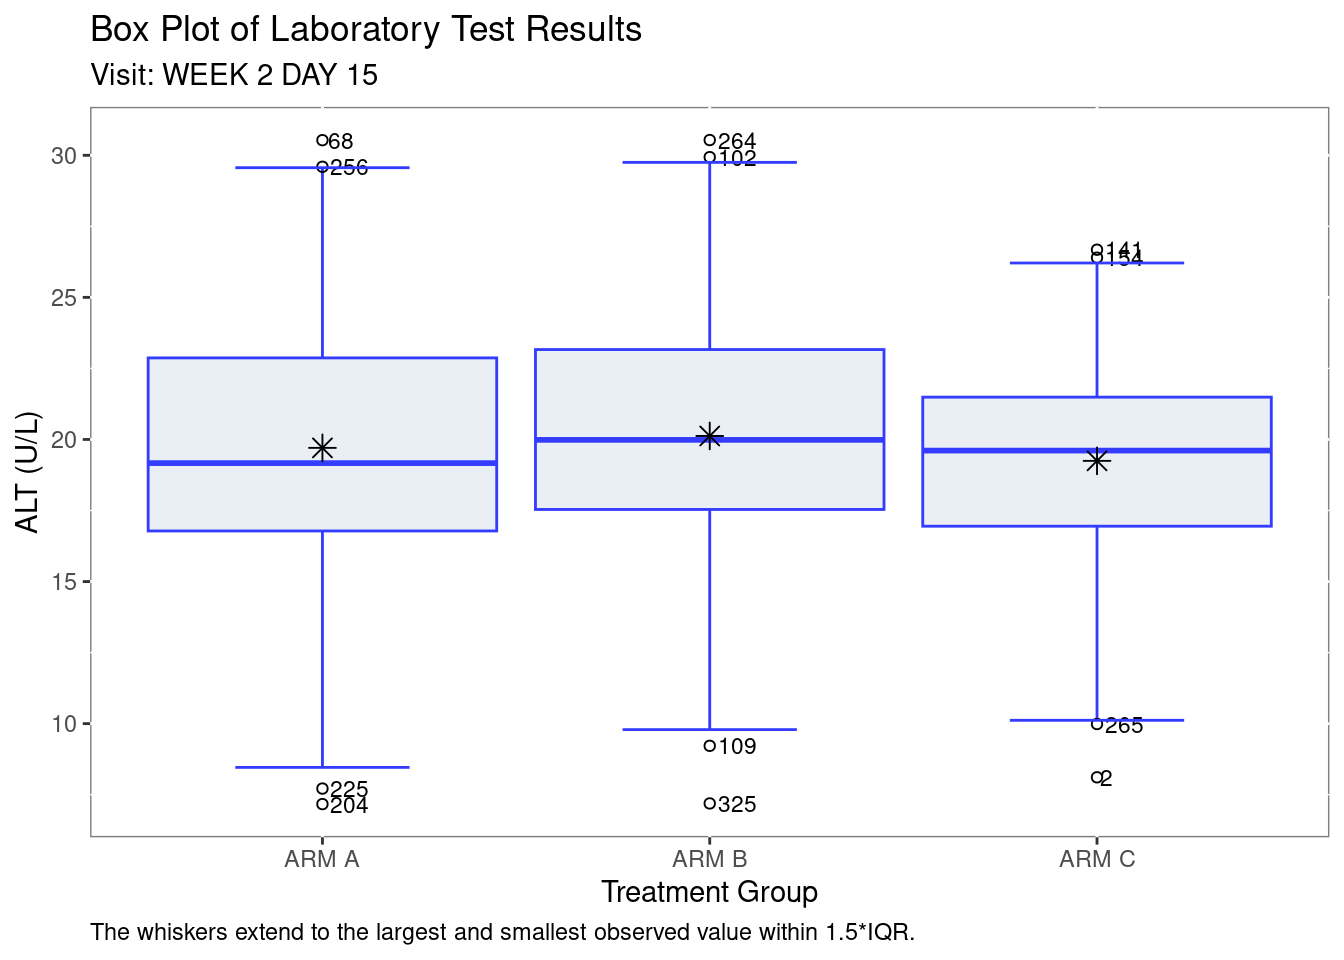 Box Plot of Laboratory Test Results
Visit: WEEK 2 DAY 15
ALT (U/L)
30
25
20
15
10
68
256
225
204
264
102
109
325
141
154
265
2
ARM A ARM B ARM C
Treatment Group
The whiskers extend to the largest and smallest observed value within 1.5*IQR.